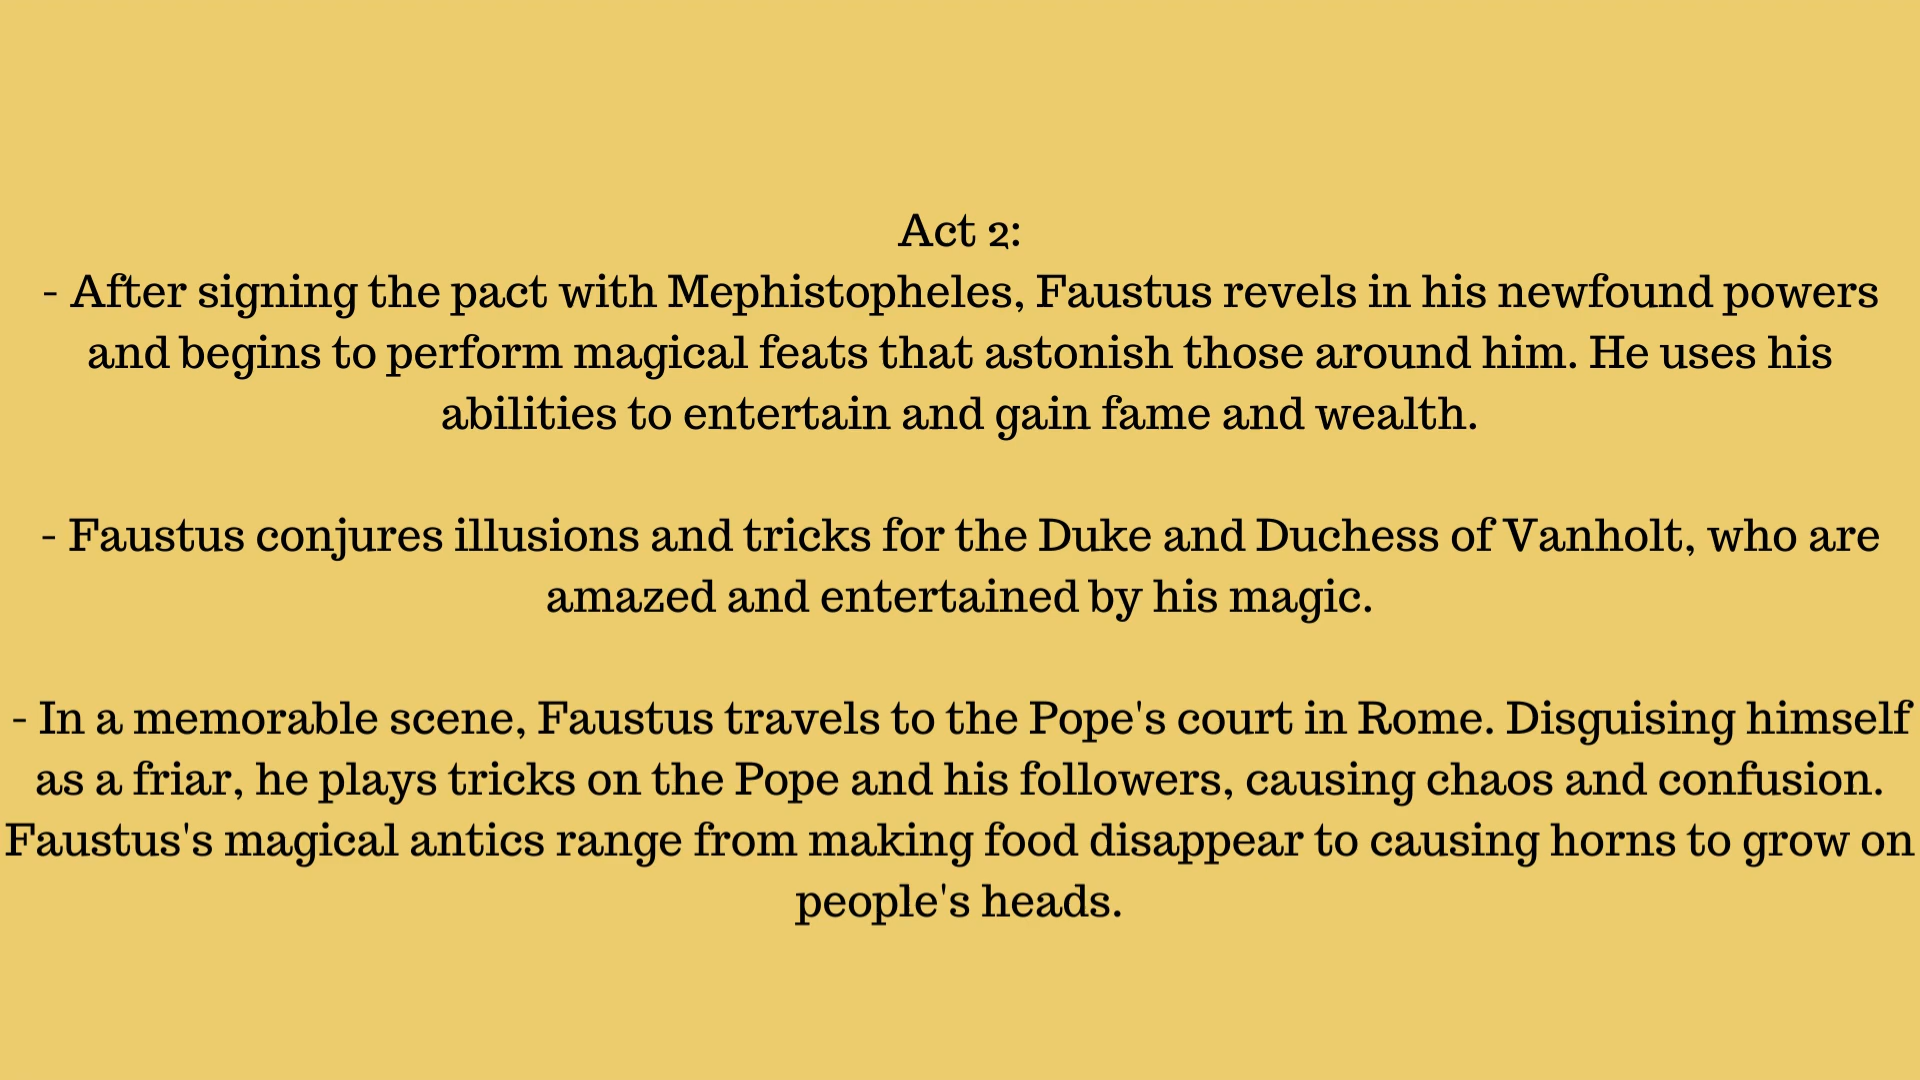 Act 2:
- After signing the pact with Mephistopheles, Faustus revels in his newfound powers
and begins to perform magical feats that astonish those around him. He uses his
abilities to entertain and gain fame and wealth.
- Faustus conjures illusions and tricks for the Duke and Duchess of Vanholt, who are
amazed and entertained by his magic.
- In a memorable scene, Faustus travels to the Pope's court in Rome. Disguising himself
as a friar, he plays tricks on the Pope and his followers, causing chaos and confusion.
Faustus's magical antics range from making food disappear to causing horns to grow on
people's heads.